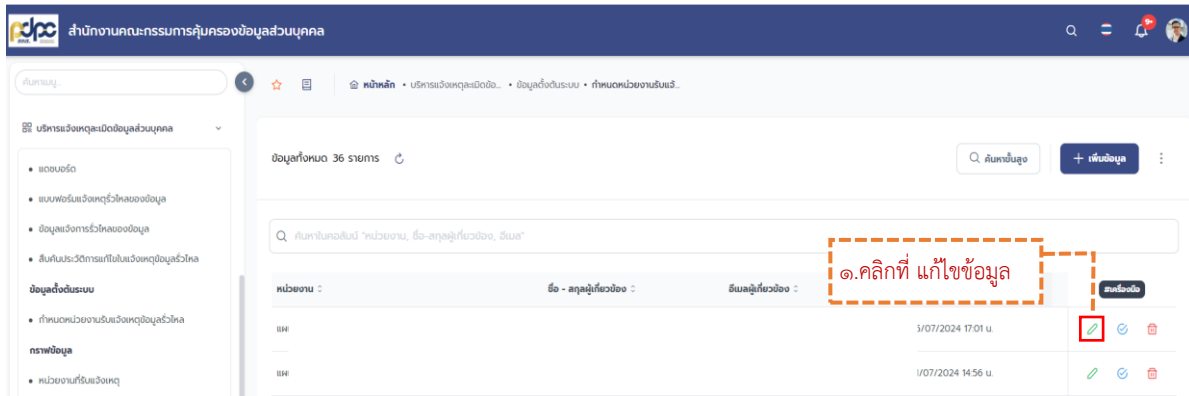 pdpc สำนักงานคณะกรรมการคุ้มครองข้อมูลส่วนบุคคล
9+
ค้นหาเมนู..
หน้าหลัก • บริหารแจ้งเหตุละเมิดข้อ... • ข้อมูลตั้งต้นระบบ • กำหนดหน่วยงานรับแจ้...
บริหารแจ้งเหตุละเมิดข้อมูลส่วนบุคคล
• แดชบอร์ด
• แบบฟอร์มแจ้งเหตุรั่วไหลของข้อมูล
• ข้อมูลแจ้งการรั่วไหลของข้อมูล
• สืบค้นประวัติการแก้ไขใบแจ้งเหตุข้อมูลรั่วไหล
ข้อมูลตั้งต้นระบบ
• กำหนดหน่วยงานรับแจ้งเหตุข้อมูลรั่วไหล
กราฟข้อมูล
• หน่วยงานที่รับแจ้งเหตุ
ข้อมูลทั้งหมด 36 รายการ
ค้นหาขั้นสูง
+ เพิ่มข้อมูล
ค้นหาในคอลัมน์ "หน่วยงาน, ชื่อ-สกุลผู้เกี่ยวข้อง, อีเมล"
๑.คลิกที่ แก้ไขข้อมูล
หน่วยงาน ชื่อ - สกุลผู้เกี่ยวข้อง อีเมลผู้เกี่ยวข้อง #เครื่องมือ
แผ 5/07/2024 17:01 น.
แผ /07/2024 14:56 น.